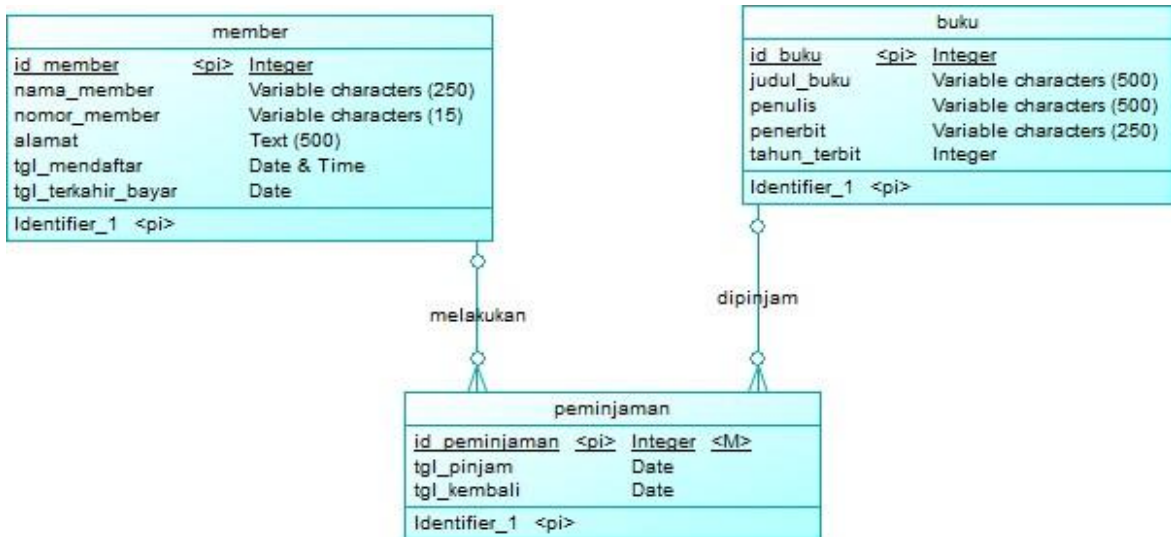 member
id_member <pi> Integer
nama_member Variable characters (250)
nomor_member Variable characters (15)
alamat Text (500)
tgl_mendaftar Date & Time
tgl_terkahir_bayar Date
Identifier_1 <pi>
buku
id_buku <pi> Integer
judul_buku Variable characters (500)
penulis Variable characters (500)
penerbit Variable characters (250)
tahun_terbit Integer
Identifier_1 <pi>
melakukan
dipinjam
peminjaman
id_peminjaman <pi> Integer <M>
tgl_pinjam Date
tgl_kembali Date
Identifier_1 <pi>